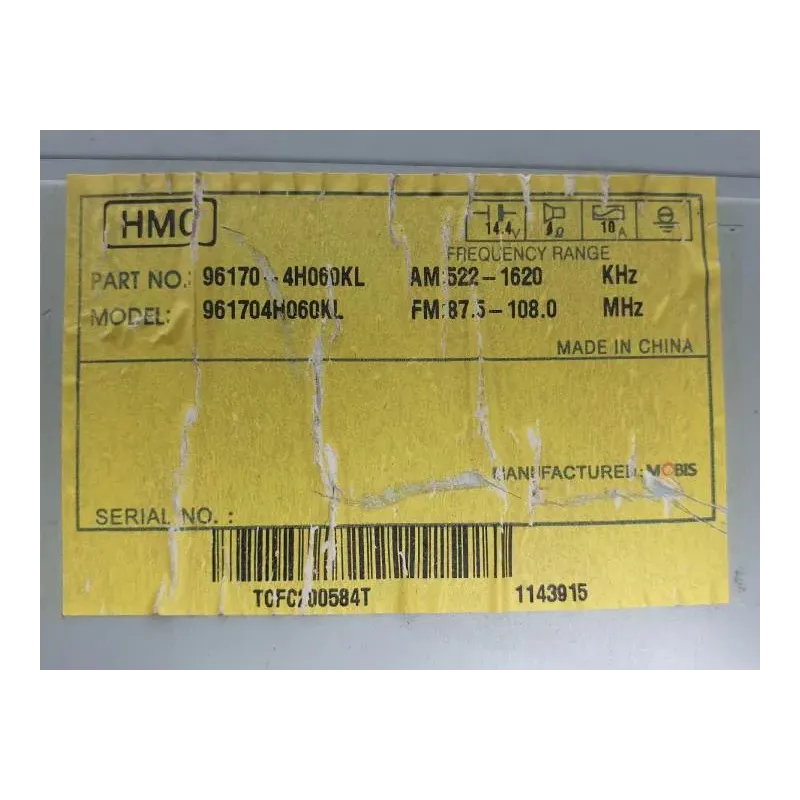 HMC
14.4V Ω 10A
FREQUENCY RANGE
PART NO.: 96170-4H060KL AM:522-1620 KHz
MODEL: 961704H060KL FM:87.5-108.0 MHz
MADE IN CHINA
MANUFACTURED:MOBIS
SERIAL NO. :
1143915